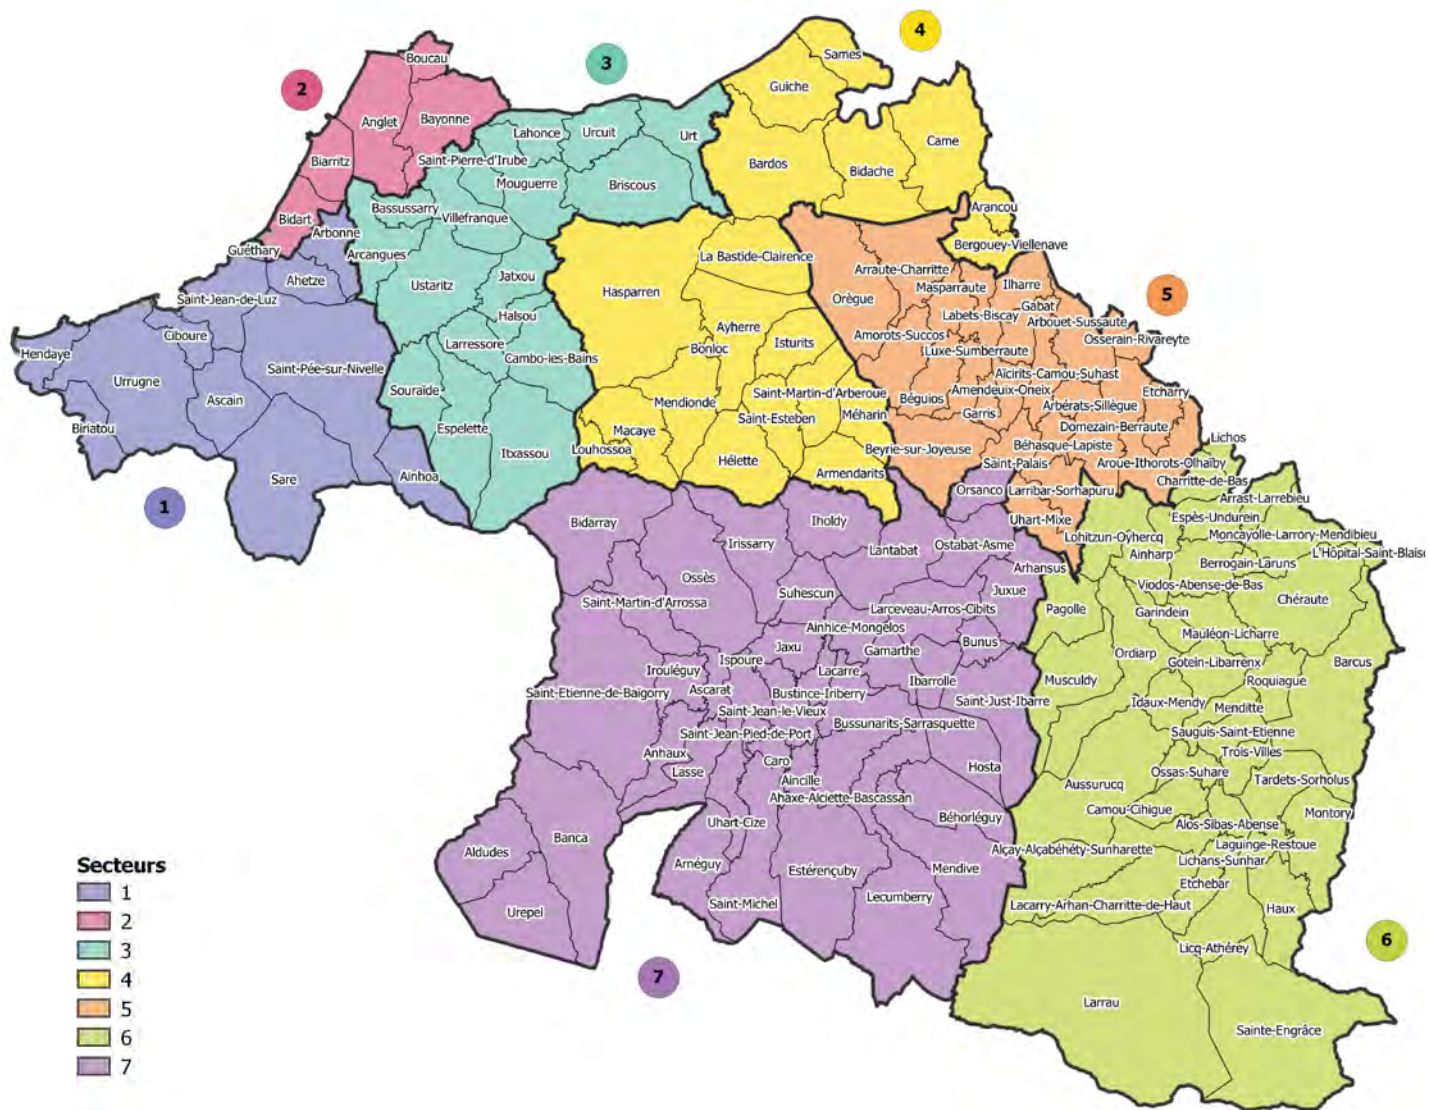 4
Sames
Boucau
3
Guiche
2
Anglet
Bayonne
Lahonce
Urcuit
Urt
Came
Biarritz
Saint-Pierre-d'Irube
Bardos
Bidache
Mouguerre
Briscous
Bassussarry
Villefranque
Arancou
Bidart
Arbonne
Guéthary
Arcangues
Bergouey-Viellenave
La Bastide-Clairence
Ahetze
Jatxou
Arraute-Charritte
Ustaritz
Hasparren
Masparraute
Ilharre
5
Saint-Jean-de-Luz
Orègue
Gabat
Halsou
Labets-Biscay
Arbouet-Sussaute
Ciboure
Ayherre
Amorots-Succos
Osserain-Rivareyte
Hendaye
Larressore
Bonloc
Isturits
Luxe-Sumberraute
Cambo-les-Bains
Saint-Pée-sur-Nivelle
Aïcirits-Camou-Suhast
Urrugne
Souraïde
Saint-Martin-d'Arberoue
Amendeuix-Oneix
Etcharry
Ascain
Mendionde
Béguios
Arbérats-Sillègue
Saint-Esteben
Méharin
Garris
Biriatou
Espelette
Macaye
Domezain-Berraute
Lichos
Itxassou
Louhossoa
Beyrie-sur-Joyeuse
Béhasque-Lapiste
Hélette
Saint-Palais
Aroue-Ithorots-Olhaïby
Sare
Ainhoa
Armendarits
Charritte-de-Bas
Orsanco
Larribar-Sorhapuru
Arrast-Larrebieu
1
Bidarray
Iholdy
Uhart-Mixe
Espès-Undurein
Lohitzun-Oyhercq
Moncayolle-Larrory-Mendibieu
Irissarry
Lantabat
Ostabat-Asme
Ainharp
L'Hôpital-Saint-Blaise
Arhansus
Berrogain-Laruns
Ossès
Suhescun
Juxue
Viodos-Abense-de-Bas
Saint-Martin-d'Arrossa
Larceveau-Arros-Cibits
Pagolle
Garindein
Chéraute
Ainhice-Mongelos
Mauléon-Licharre
Jaxu
Gamarthe
Bunus
Ispoure
Ordiarp
Gotein-Libarrenx
Barcus
Irouléguy
Lacarre
Ibarrolle
Musculdy
Roquiague
Saint-Etienne-de-Baïgorry
Ascarat
Bustince-Iriberry
Saint-Just-Ibarre
Idaux-Mendy
Menditte
Saint-Jean-le-Vieux
Bussunarits-Sarrasquette
Saint-Jean-Pied-de-Port
Sauguis-Saint-Etienne
Anhaux
Trois-Villes
Lasse
Caro
Hosta
Ossas-Suhare
Aincille
Aussurucq
Tardets-Sorholus
Ahaxe-Alciette-Bascassan
Camou-Cihigue
Montory
Uhart-Cize
Béhorléguy
Alos-Sibas-Abense
Banca
Alçay-Alçabéhéty-Sunharette
Laguinge-Restoue
Aldudes
Arnéguy
Estérençuby
Mendive
Lichans-Sunhar
Etchebar
Saint-Michel
Lecumberry
Lacarry-Arhan-Charritte-de-Haut
Haux
Urepel
6
Licq-Athérey
7
Larrau
Sainte-Engrâce
Secteurs
1
2
3
4
5
6
7